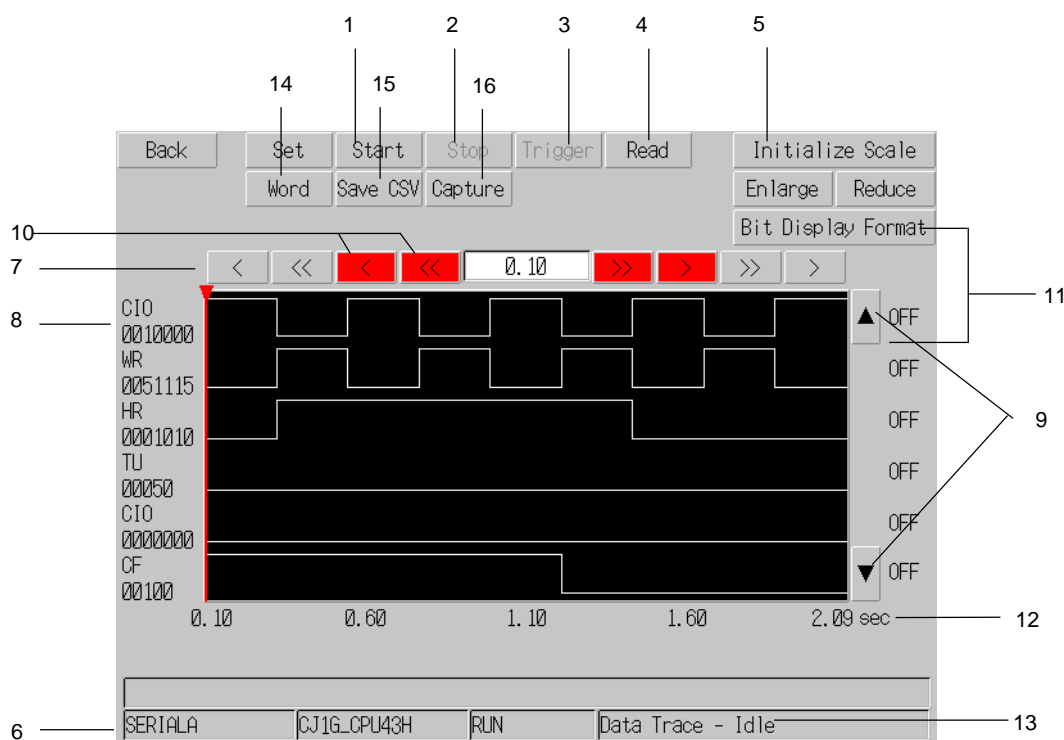 1 2 3 4 5
14 15 16
Back Set Start Stop Trigger Read Initialize Scale
Word Save CSV Capture Enlarge Reduce
Bit Display Format
10
7 < << < << 0.10 >> > >> >
11
8
CIO
0010000 ▲ OFF
WR
0051115 OFF
HR
0001010 OFF
9
TU
00050 OFF
CIO
0000000 OFF
CF
00100 ▼ OFF
0.10 0.60 1.10 1.60 2.09 sec 12
6 SERIALA CJ1G_CPU43H RUN Data Trace - Idle 13